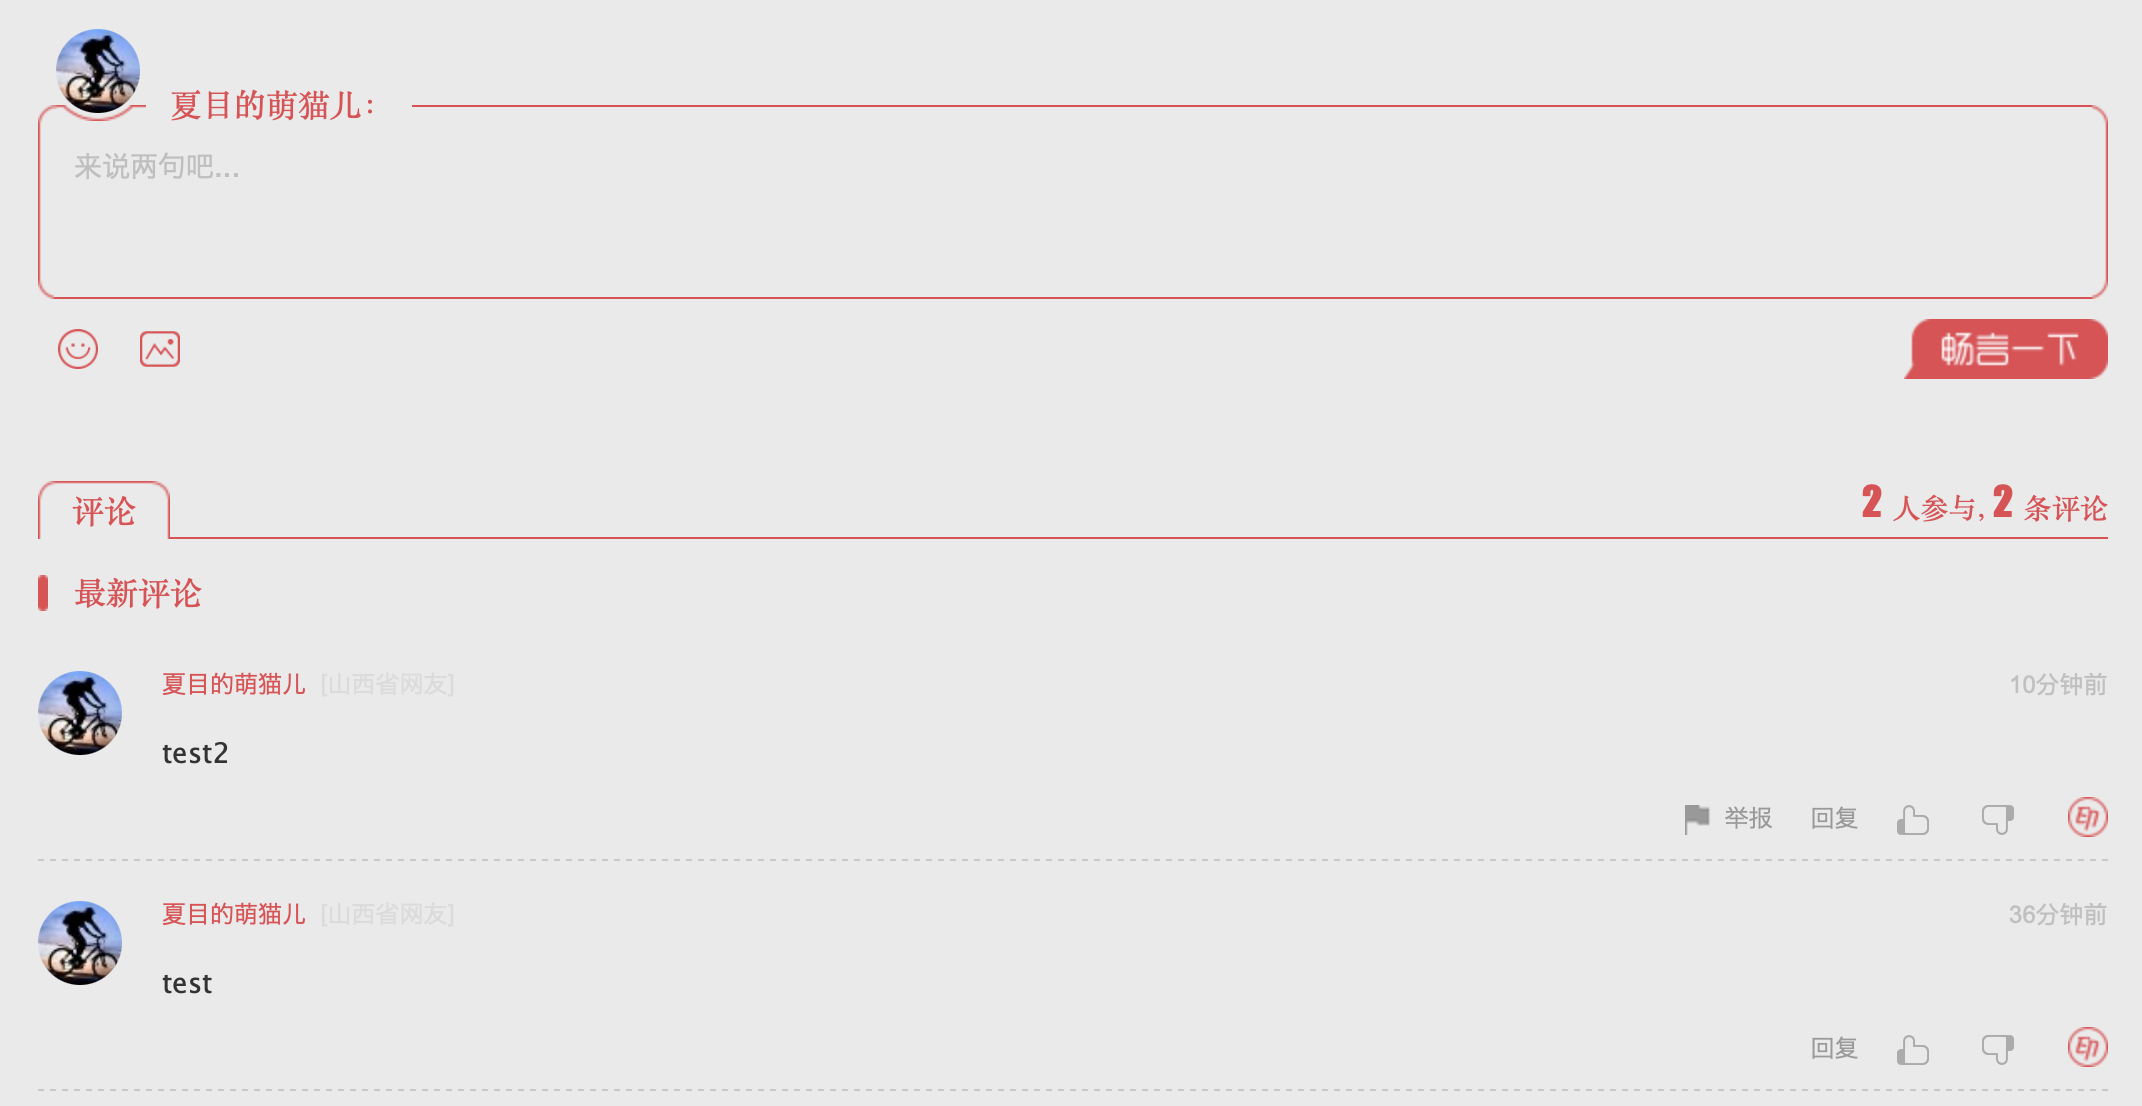 夏目的萌猫儿：
来说两句吧...
畅言一下
评论
2 人参与, 2 条评论
最新评论
夏目的萌猫儿 [山西省网友] 10分钟前
test2
举报 回复 印
夏目的萌猫儿 [山西省网友] 36分钟前
test
回复 印